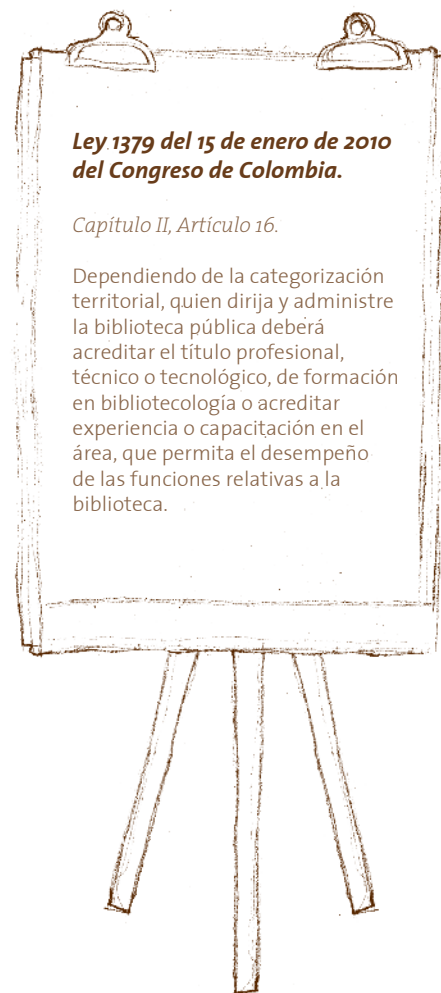 Ley 1379 del 15 de enero de 2010
del Congreso de Colombia.
Capítulo II, Artículo 16.
Dependiendo de la categorización
territorial, quien dirija y administre
la biblioteca pública deberá
acreditar el título profesional,
técnico o tecnológico, de formación
en bibliotecología o acreditar
experiencia o capacitación en el
área, que permita el desempeño
de las funciones relativas a la
biblioteca.